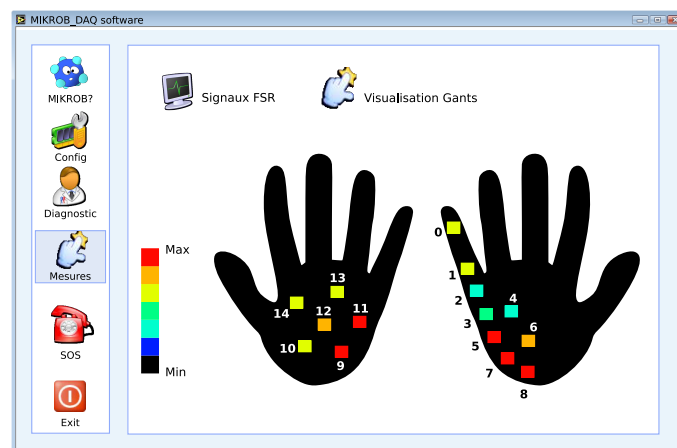 MIKROB_DAQ software
MIKROB?
Config
Diagnostic
Mesures
SOS
Exit
Signaux FSR
Visualisation Gants
Max
Min
13
14
12
11
10
9
0
1
2
4
3
6
5
7
8